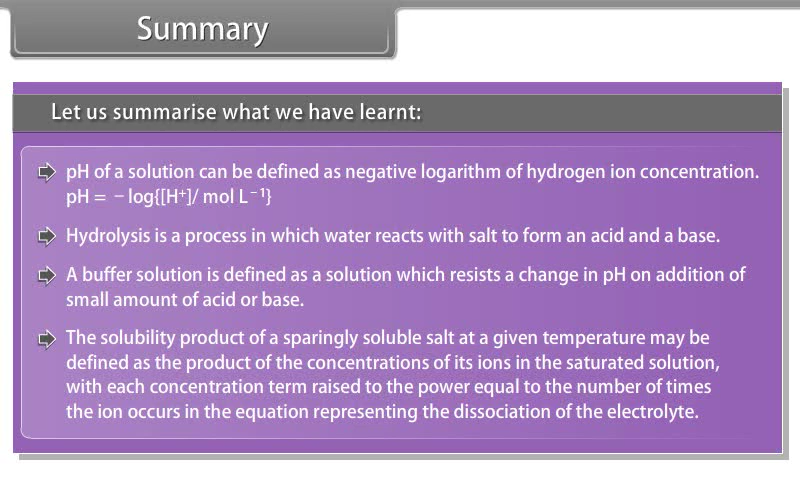 Summary
Let us summarise what we have learnt:
pH of a solution can be defined as negative logarithm of hydrogen ion concentration.
pH = – log{[H⁺]/ mol L⁻¹}
Hydrolysis is a process in which water reacts with salt to form an acid and a base.
A buffer solution is defined as a solution which resists a change in pH on addition of
small amount of acid or base.
The solubility product of a sparingly soluble salt at a given temperature may be
defined as the product of the concentrations of its ions in the saturated solution,
with each concentration term raised to the power equal to the number of times
the ion occurs in the equation representing the dissociation of the electrolyte.